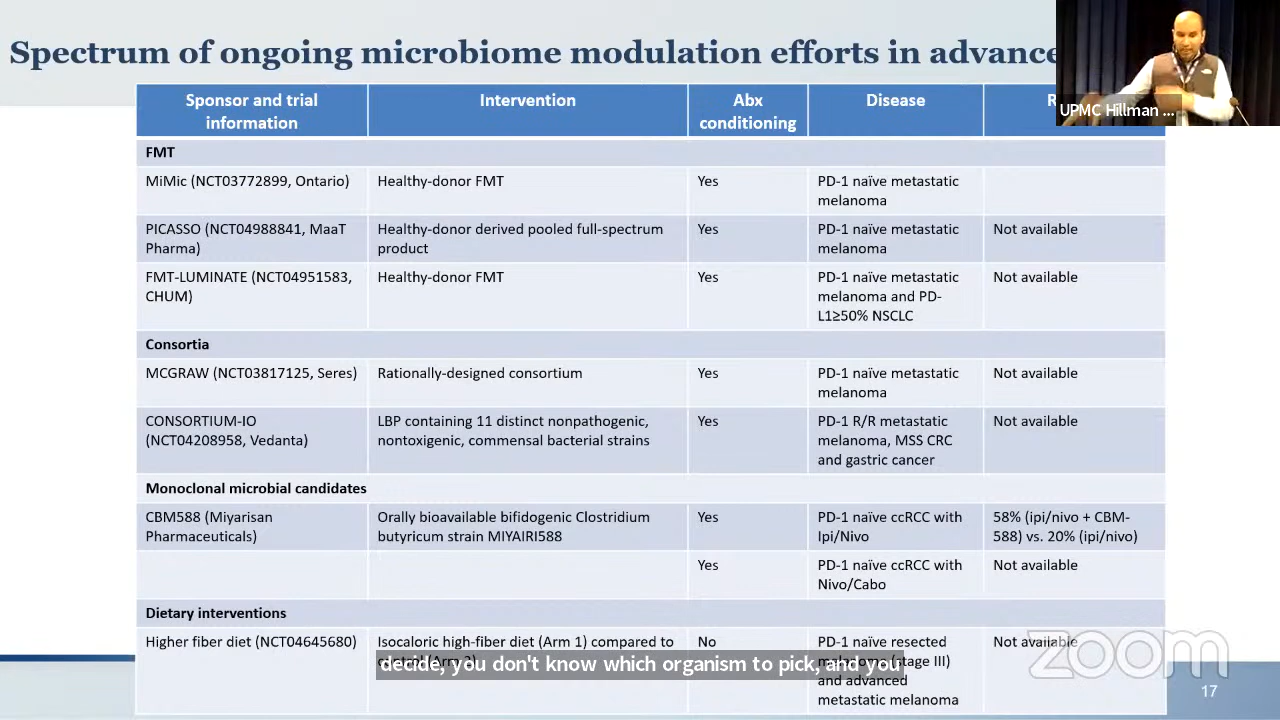 Spectrum of ongoing microbiome modulation efforts in advance
UPMC Hillman ...
Sponsor and trial
information
Intervention
Abx
conditioning
Disease
R
FMT
MiMic (NCT03772899, Ontario)
Healthy-donor FMT
Yes
PD-1 naïve metastatic
melanoma
PICASSO (NCT04988841, MaaT
Pharma)
Healthy-donor derived pooled full-spectrum
product
Yes
PD-1 naïve metastatic
melanoma
Not available
FMT-LUMINATE (NCT04951583,
CHUM)
Healthy-donor FMT
Yes
PD-1 naïve metastatic
melanoma and PD-
L1≥50% NSCLC
Not available
Consortia
MCGRAW (NCT03817125, Seres)
Rationally-designed consortium
Yes
PD-1 naïve metastatic
melanoma
Not available
CONSORTIUM-IO
(NCT04208958, Vedanta)
LBP containing 11 distinct nonpathogenic,
nontoxigenic, commensal bacterial strains
Yes
PD-1 R/R metastatic
melanoma, MSS CRC
and gastric cancer
Not available
Monoclonal microbial candidates
CBM588 (Miyarisan
Pharmaceuticals)
Orally bioavailable bifidogenic Clostridium
butyricum strain MIYAIRI588
Yes
PD-1 naïve ccRCC with
Ipi/Nivo
58% (ipi/nivo + CBM-
588) vs. 20% (ipi/nivo)
Yes
PD-1 naïve ccRCC with
Nivo/Cabo
Not available
Dietary interventions
Higher fiber diet (NCT04645680)
Isocaloric high-fiber diet (Arm 1) compared to
No
PD-1 naïve resected
melanoma (stage III)
and advanced
metastatic melanoma
Not available
decide, you don't know which organism to pick, and you
zoom
17